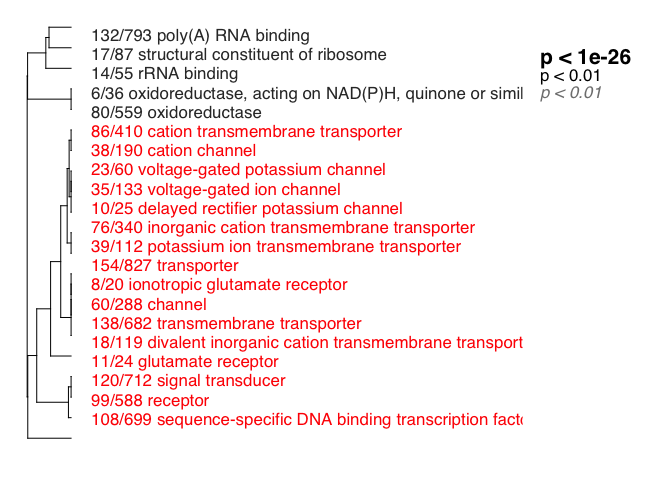 132/793 poly(A) RNA binding
17/87 structural constituent of ribosome
14/55 rRNA binding
6/36 oxidoreductase, acting on NAD(P)H, quinone or simil
80/559 oxidoreductase
86/410 cation transmembrane transporter
38/190 cation channel
23/60 voltage-gated potassium channel
35/133 voltage-gated ion channel
10/25 delayed rectifier potassium channel
76/340 inorganic cation transmembrane transporter
39/112 potassium ion transmembrane transporter
154/827 transporter
8/20 ionotropic glutamate receptor
60/288 channel
138/682 transmembrane transporter
18/119 divalent inorganic cation transmembrane transport
11/24 glutamate receptor
120/712 signal transducer
99/588 receptor
108/699 sequence-specific DNA binding transcription facto
p < 1e-26
p < 0.01
p < 0.01